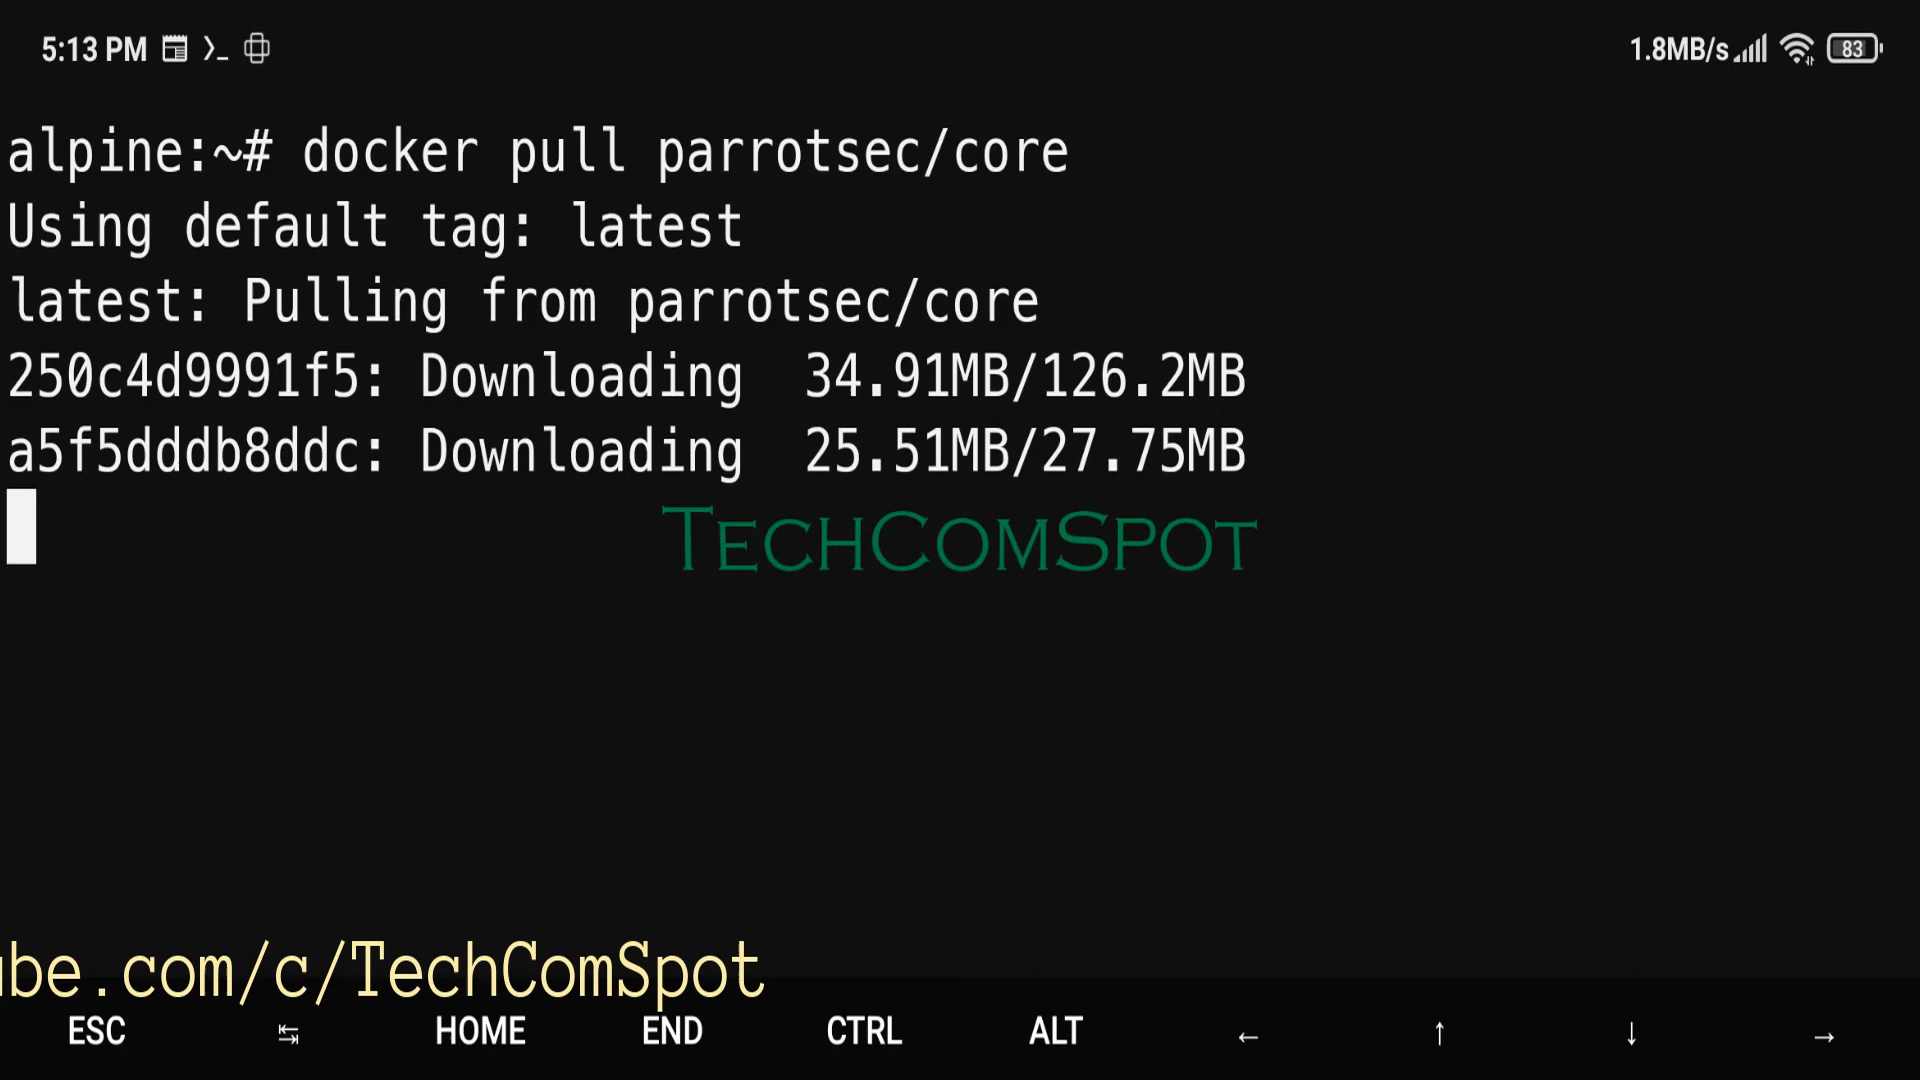 5:13 PM 1.8MB/s 83
alpine:~# docker pull parrotsec/core
Using default tag: latest
latest: Pulling from parrotsec/core
250c4d9991f5: Downloading 34.91MB/126.2MB
a5f5dddb8ddc: Downloading 25.51MB/27.75MB
TECHCOMSPOT
be.com/c/TechComSpot
ESC ↹ HOME END CTRL ALT ← ↑ ↓ →